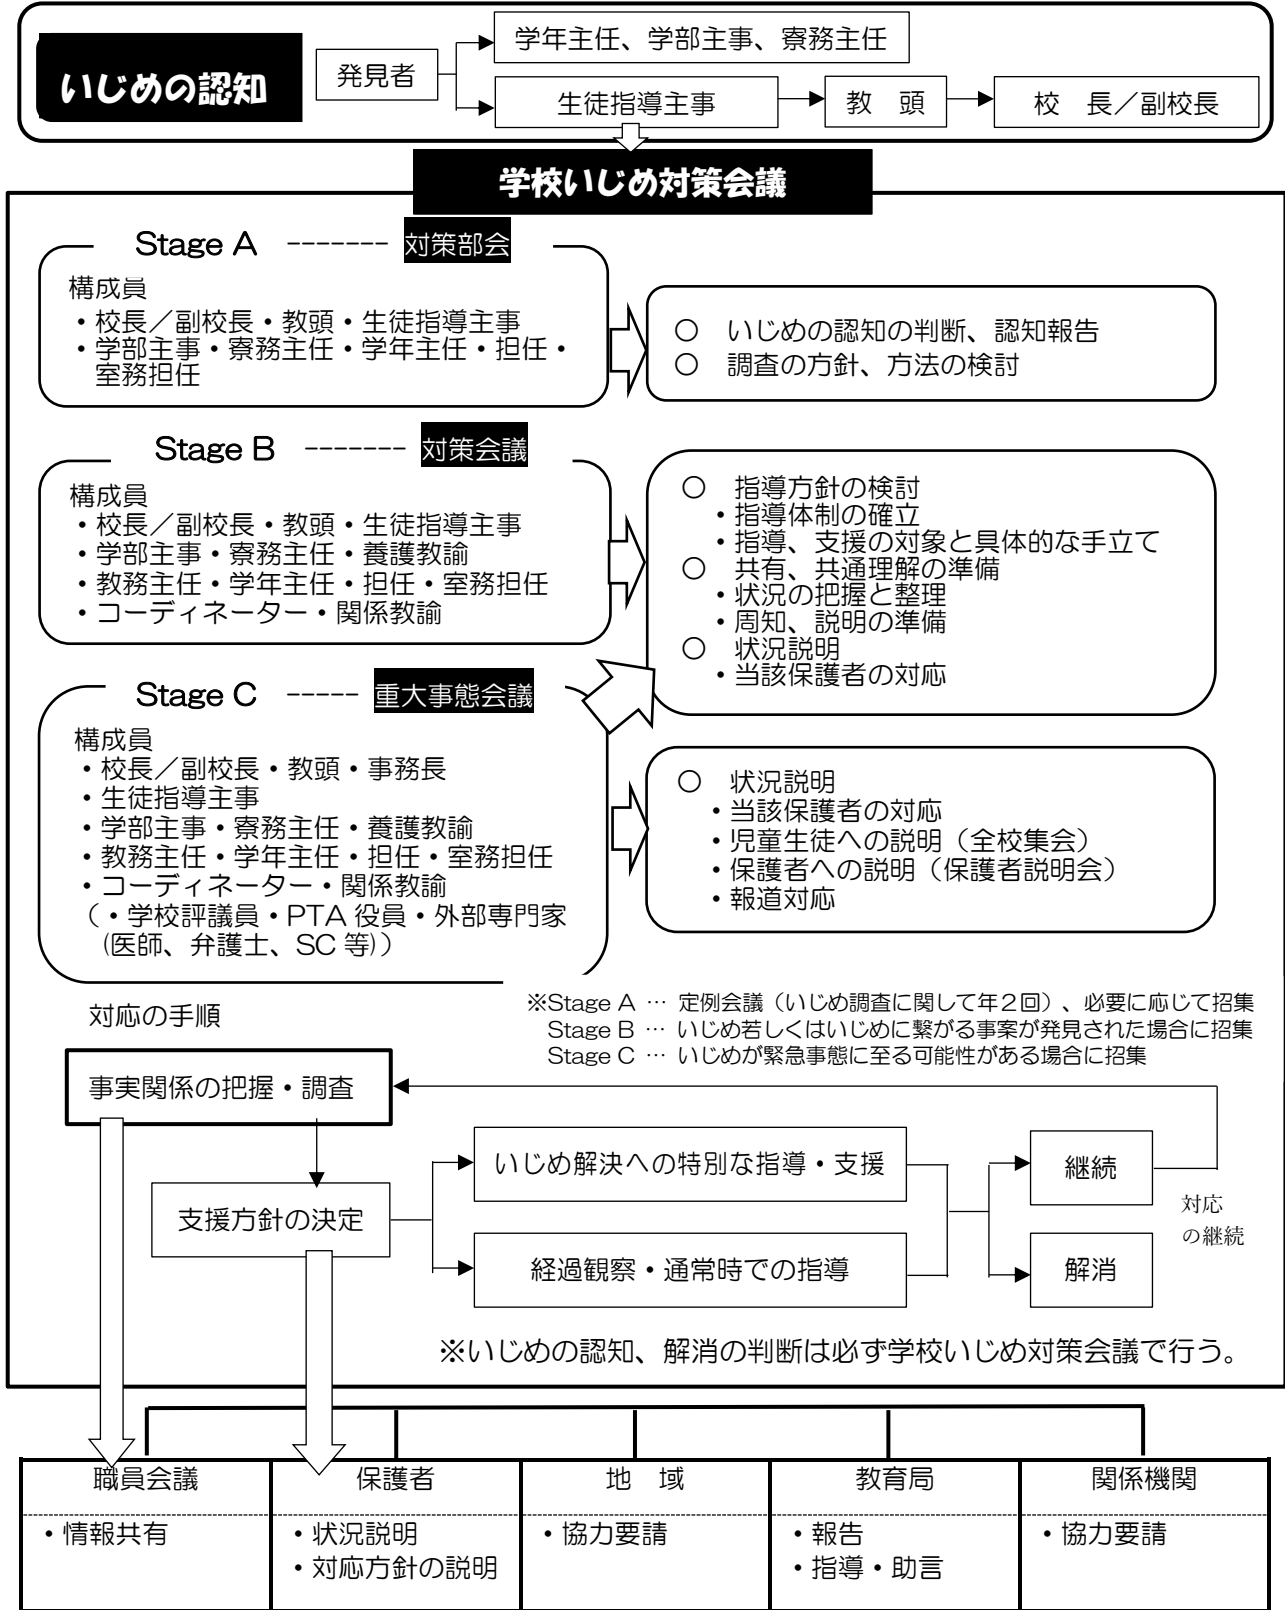 いじめの認知
発見者
学年主任、学部主事、寮務主任
生徒指導主事
教　頭
校　長／副校長
学校いじめ対策会議
Stage A ------- 対策部会
構成員
・校長／副校長・教頭・生徒指導主事
・学部主事・寮務主任・学年主任・担任・
室務担任
○　いじめの認知の判断、認知報告
○　調査の方針、方法の検討
Stage B ------- 対策会議
構成員
・校長／副校長・教頭・生徒指導主事
・学部主事・寮務主任・養護教諭
・教務主任・学年主任・担任・室務担任
・コーディネーター・関係教諭
○　指導方針の検討
・指導体制の確立
・指導、支援の対象と具体的な手立て
○　共有、共通理解の準備
・状況の把握と整理
・周知、説明の準備
○　状況説明
・当該保護者の対応
Stage C ----- 重大事態会議
構成員
・校長／副校長・教頭・事務長
・生徒指導主事
・学部主事・寮務主任・養護教諭
・教務主任・学年主任・担任・室務担任
・コーディネーター・関係教諭
（・学校評議員・PTA 役員・外部専門家
(医師、弁護士、SC 等)）
○　状況説明
・当該保護者の対応
・児童生徒への説明（全校集会）
・保護者への説明（保護者説明会）
・報道対応
対応の手順
※Stage A … 定例会議（いじめ調査に関して年２回）、必要に応じて招集
Stage B … いじめ若しくはいじめに繋がる事案が発見された場合に招集
Stage C … いじめが緊急事態に至る可能性がある場合に招集
事実関係の把握・調査
支援方針の決定
いじめ解決への特別な指導・支援
経過観察・通常時での指導
継続
解消
対応
の継続
※いじめの認知、解消の判断は必ず学校いじめ対策会議で行う。
職員会議
・情報共有
保護者
・状況説明
・対応方針の説明
地　域
・協力要請
教育局
・報告
・指導・助言
関係機関
・協力要請